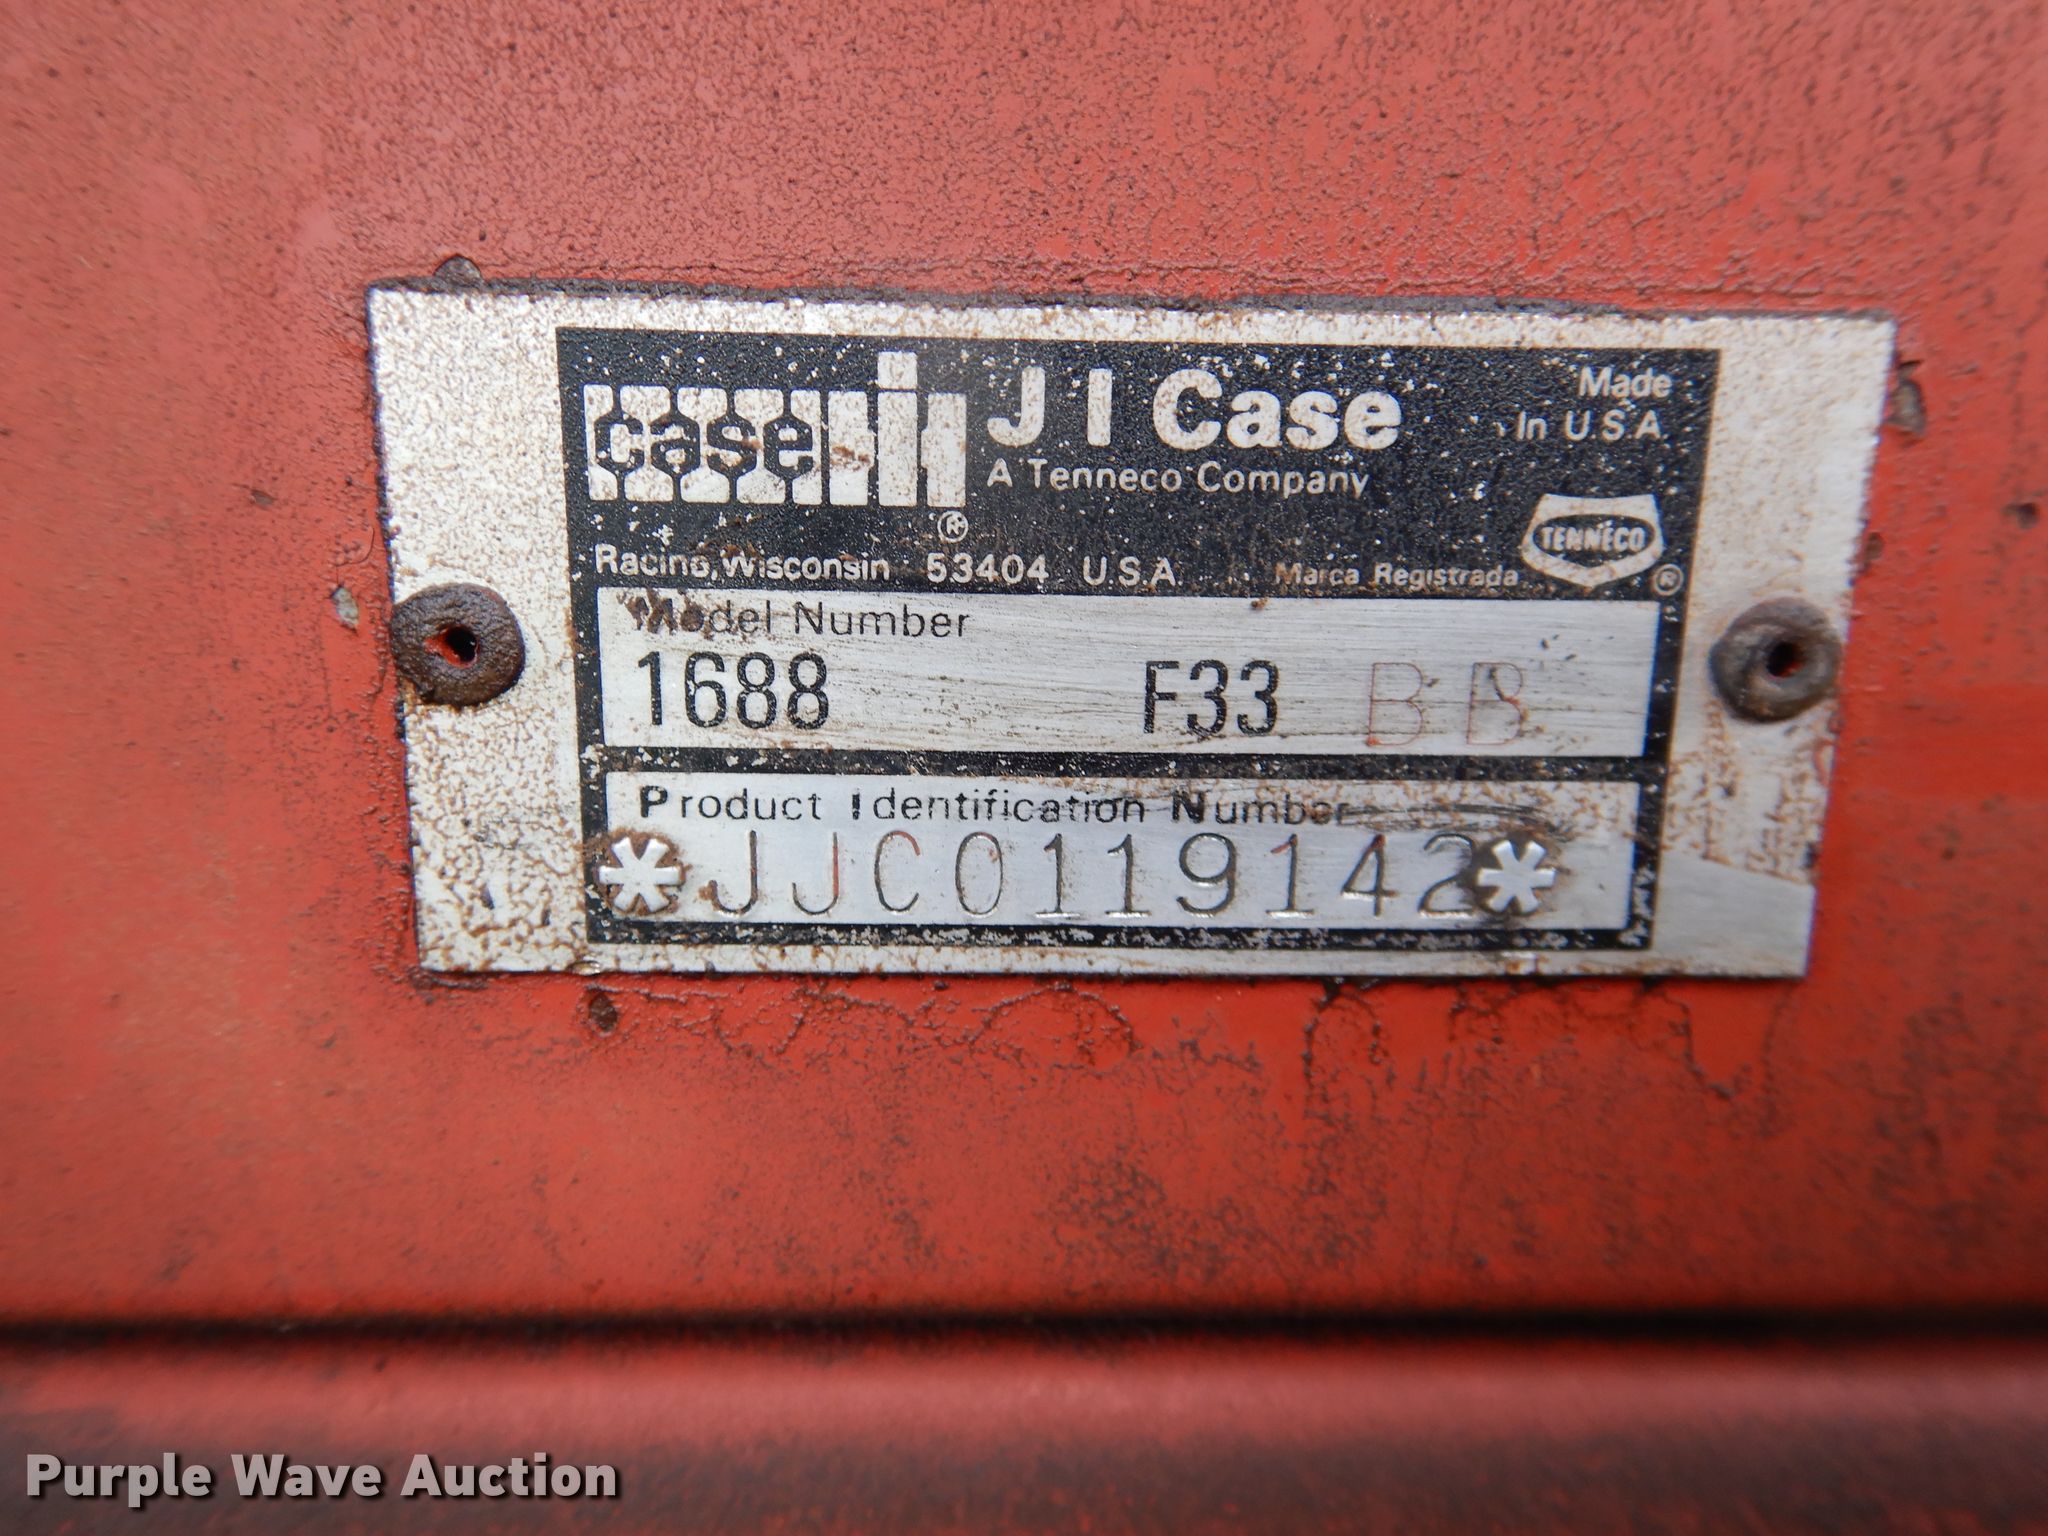 case IH ® J I Case Made
In U.S.A.
A Tenneco Company
TENNECO ®
Racine, Wisconsin 53404 U.S.A. Marca Registrada
Model Number
1688 F33 B B
Product Identification Number
*JJC0119142*
Purple Wave Auction